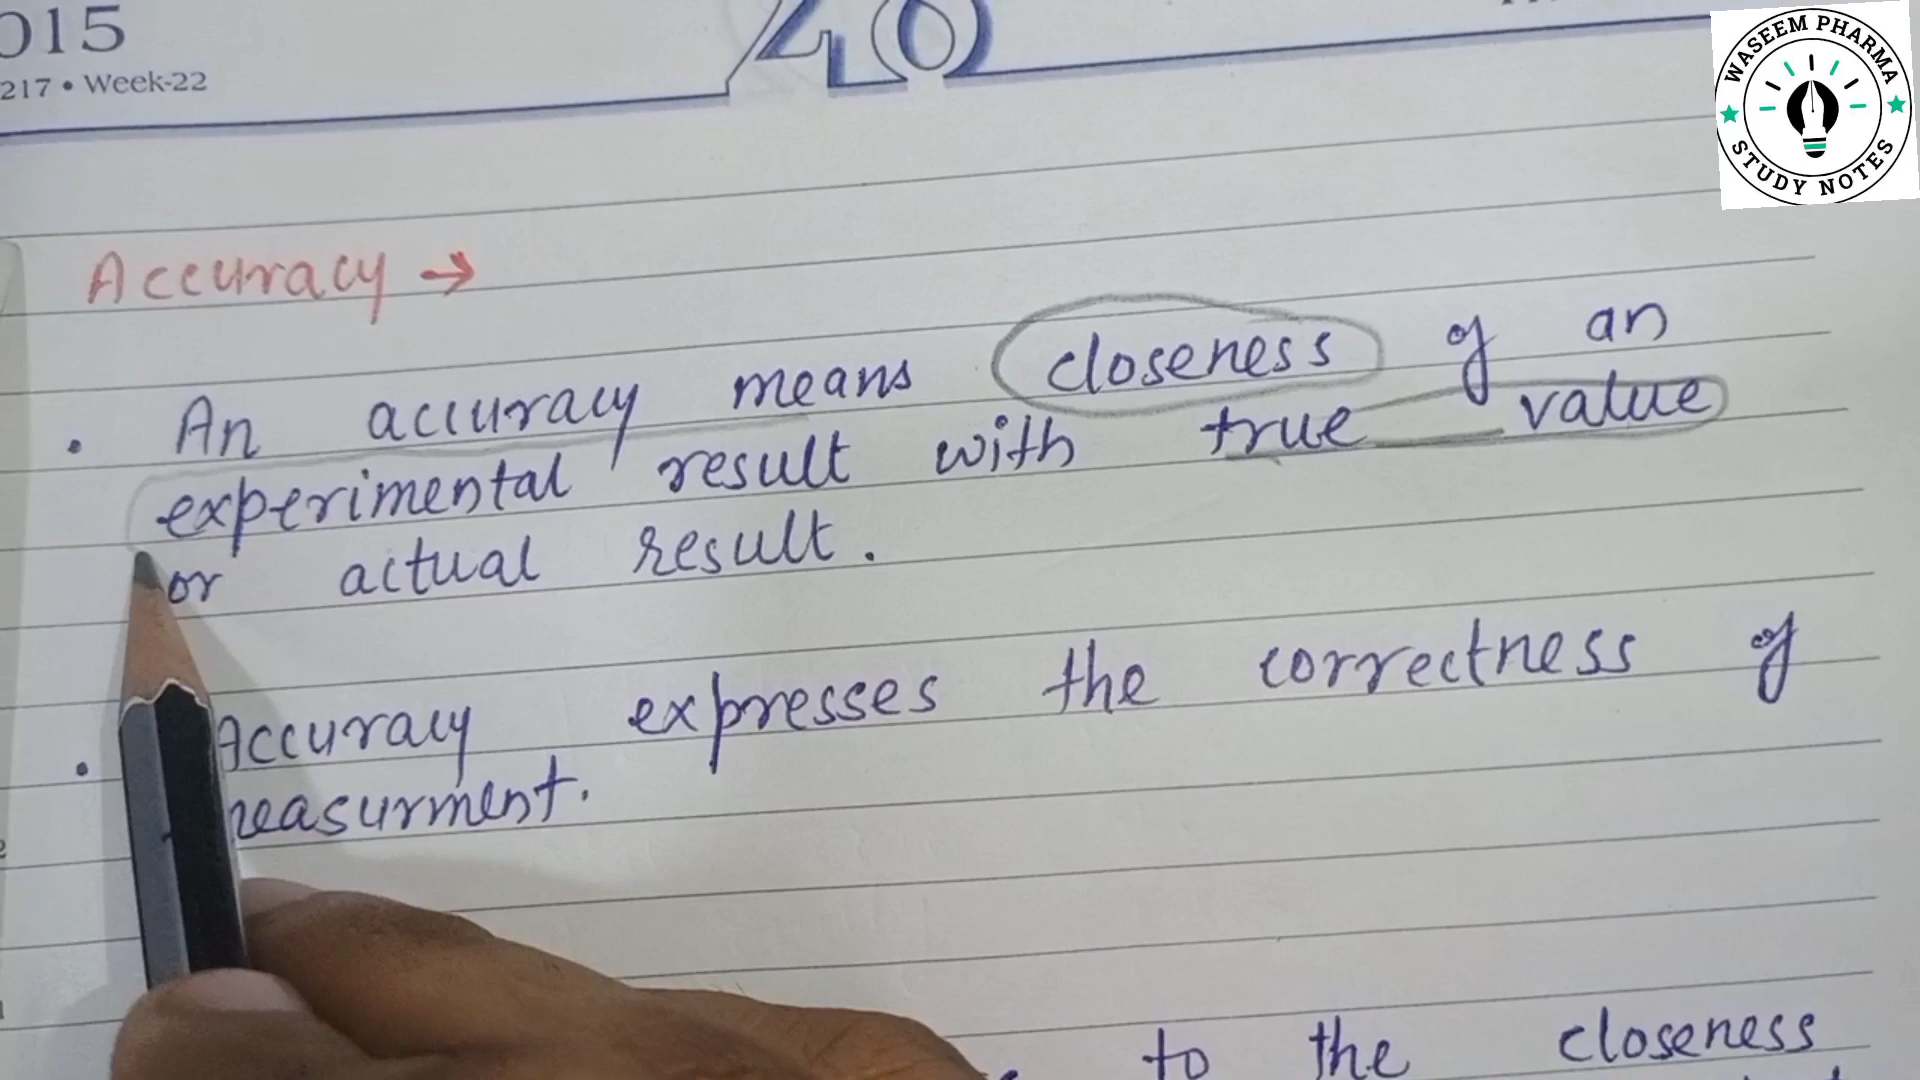 015
217 • Week-22
WASEEM PHARMA
STUDY NOTES
Accuracy →
• An accuracy means closeness of an
experimental result with true value
or actual result.
• Accuracy expresses the correctness of
measurment.
to the closeness